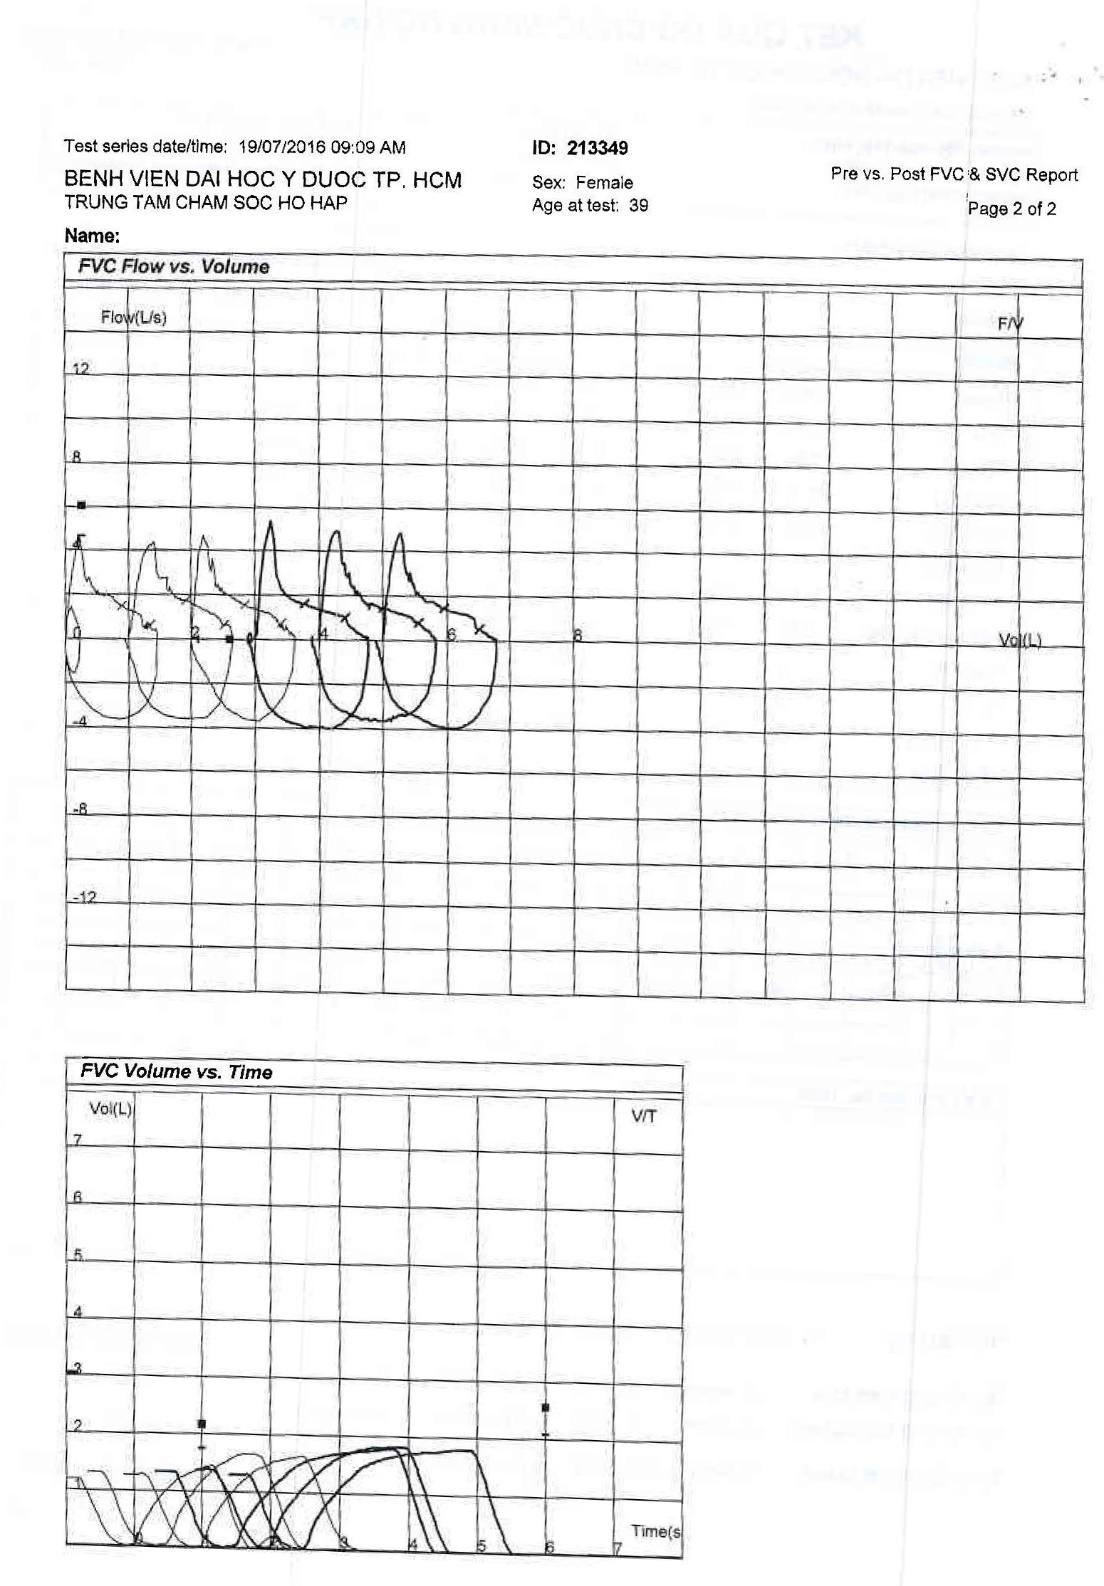 Test series date/time: 19/07/2016 09:09 AM
ID: 213349
BENH VIEN DAI HOC Y DUOC TP. HCM
Sex: Female
Pre vs. Post FVC & SVC Report
TRUNG TAM CHAM SOC HO HAP
Age at test: 39
Page 2 of 2
Name:
FVC Flow vs. Volume
Flow(L/s)
F/V
12
8
4
0 2 4 6 8
Vol(L)
-4
-8
-12
FVC Volume vs. Time
Vol(L)
V/T
7
6
5
4
3
2
1
Time(s
0 1 2 3 4 5 6 7